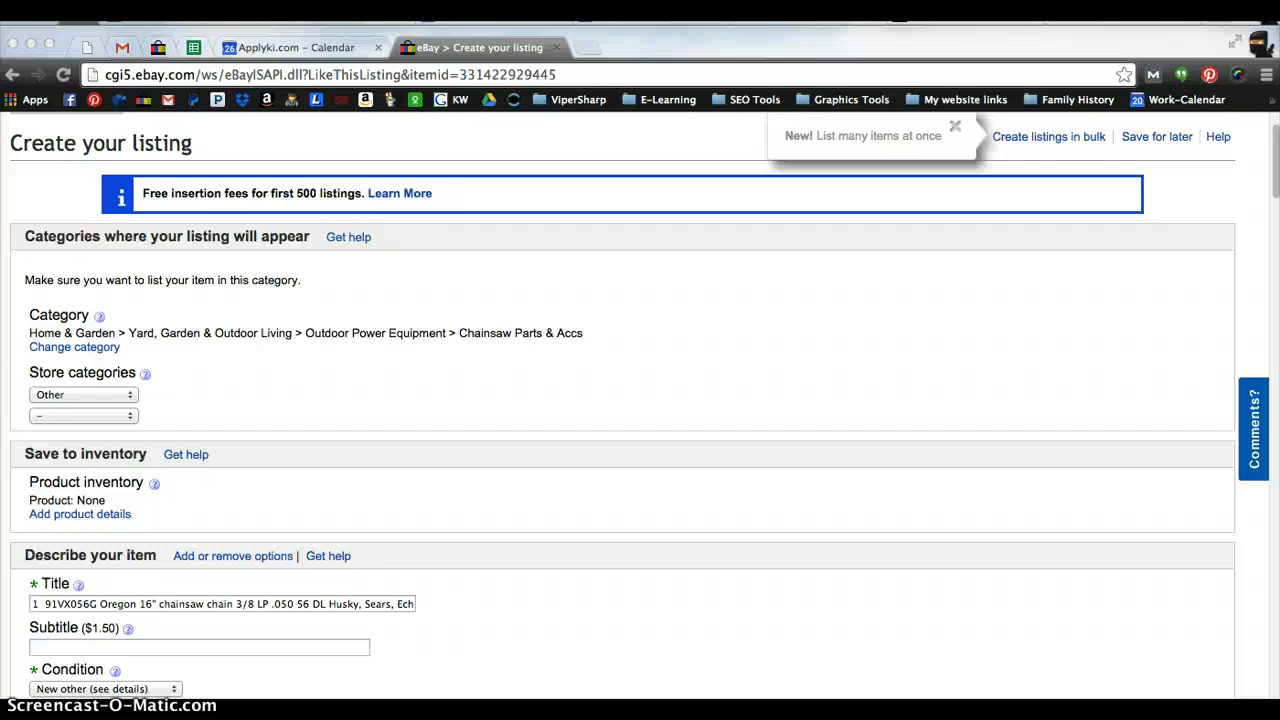 Applyki.com – Calendar
eBay > Create your listing
cgi5.ebay.com/ws/eBayISAPI.dll?LikeThisListing&itemid=331422929445
Apps
KW
ViperSharp
E-Learning
SEO Tools
Graphics Tools
My website links
Family History
20 Work-Calendar
Create your listing
New! List many items at once
Create listings in bulk | Save for later | Help
Free insertion fees for first 500 listings. Learn More
Categories where your listing will appear Get help
Make sure you want to list your item in this category.
Category
Home & Garden > Yard, Garden & Outdoor Living > Outdoor Power Equipment > Chainsaw Parts & Accs
Change category
Store categories
Other
–
Comments?
Save to inventory Get help
Product inventory
Product: None
Add product details
Describe your item Add or remove options | Get help
* Title
1 91VX056G Oregon 16" chainsaw chain 3/8 LP .050 56 DL Husky, Sears, Ech
Subtitle ($1.50)
* Condition
New other (see details)
Screencast-O-Matic.com